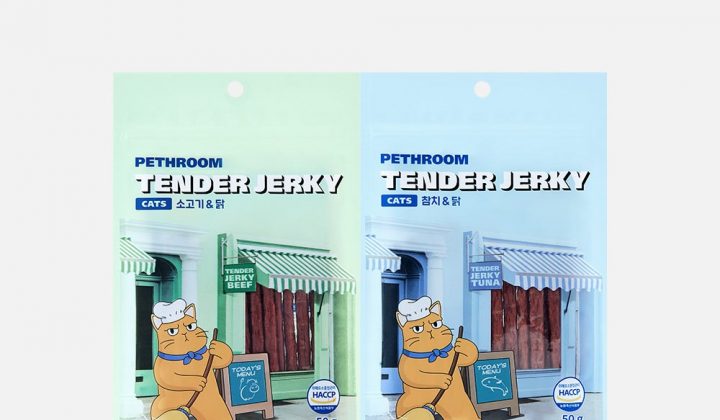 PETHROOM
TENDER JERKY
CATS 소고기 & 닭
TENDER
JERKY
BEEF
TODAY'S
MENU
HACCP
PETHROOM
TENDER JERKY
CATS 참치 & 닭
TENDER
JERKY
TUNA
TODAY'S
MENU
HACCP
50 g